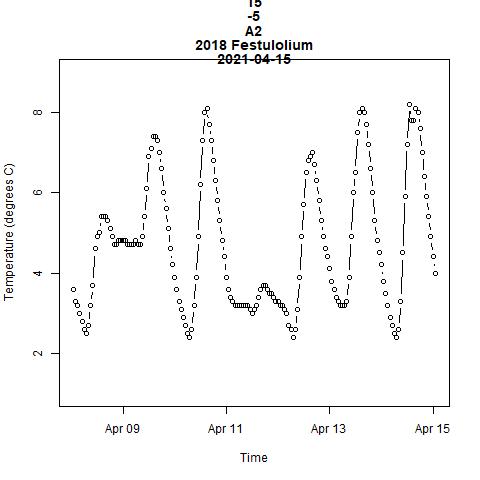 15
-5
A2
2018 Festulolium
2021-04-15
Temperature (degrees C)
8
6
4
2
Apr 09
Apr 11
Apr 13
Apr 15
Time